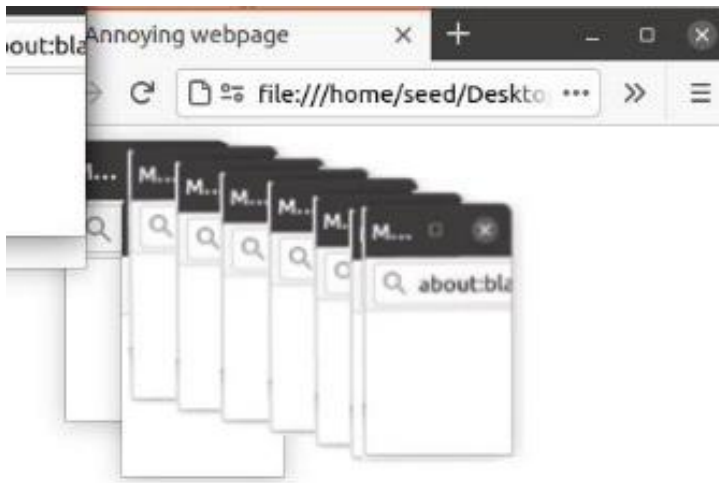 Annoying webpage
out:bla
file:///home/seed/Deskto
M...
M..
M..
M...
M..
M.
M...
about:bla